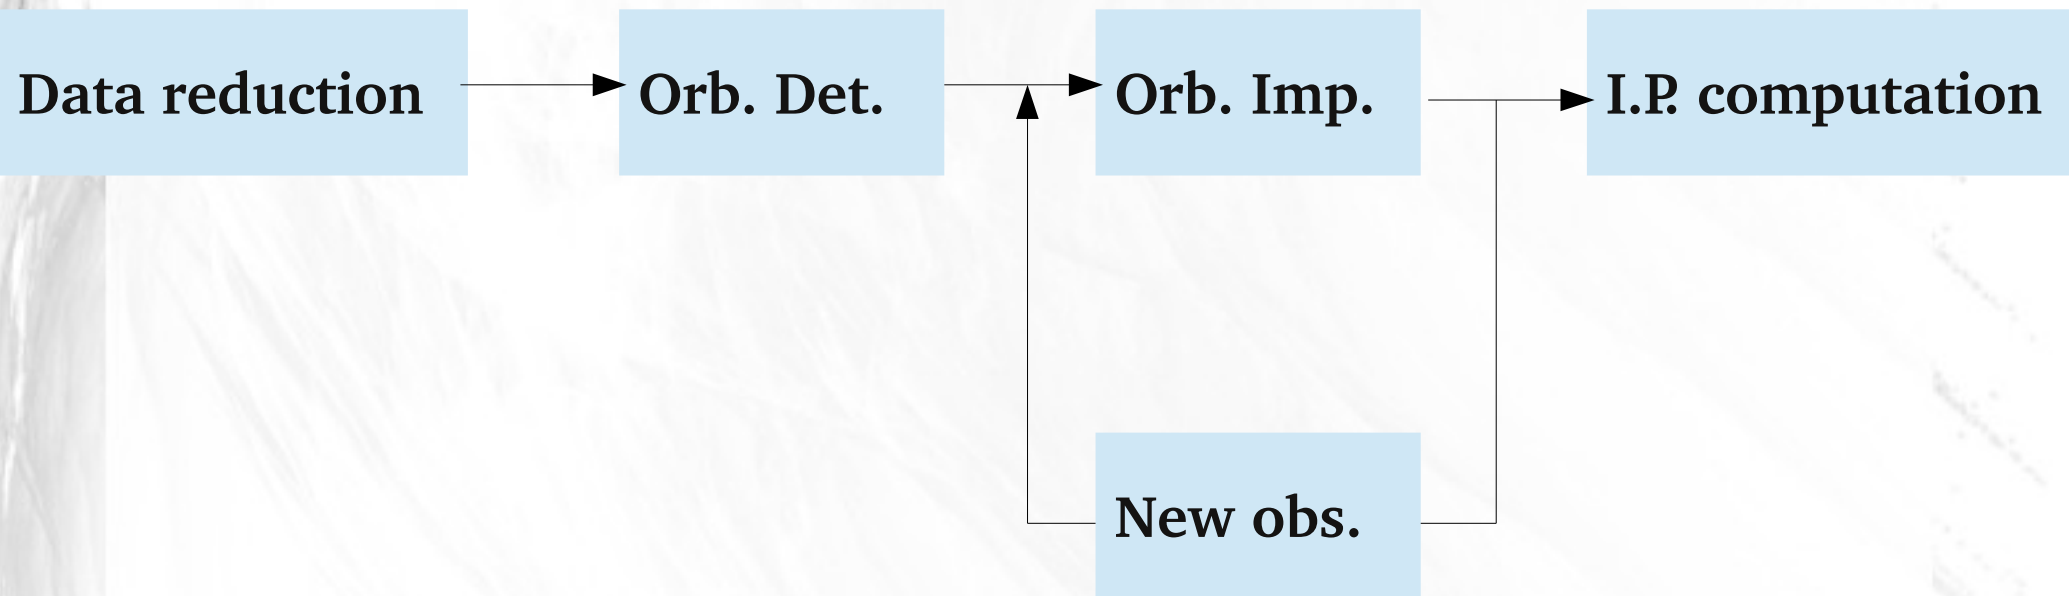 Data reduction
Orb. Det.
Orb. Imp.
I.P. computation
New obs.